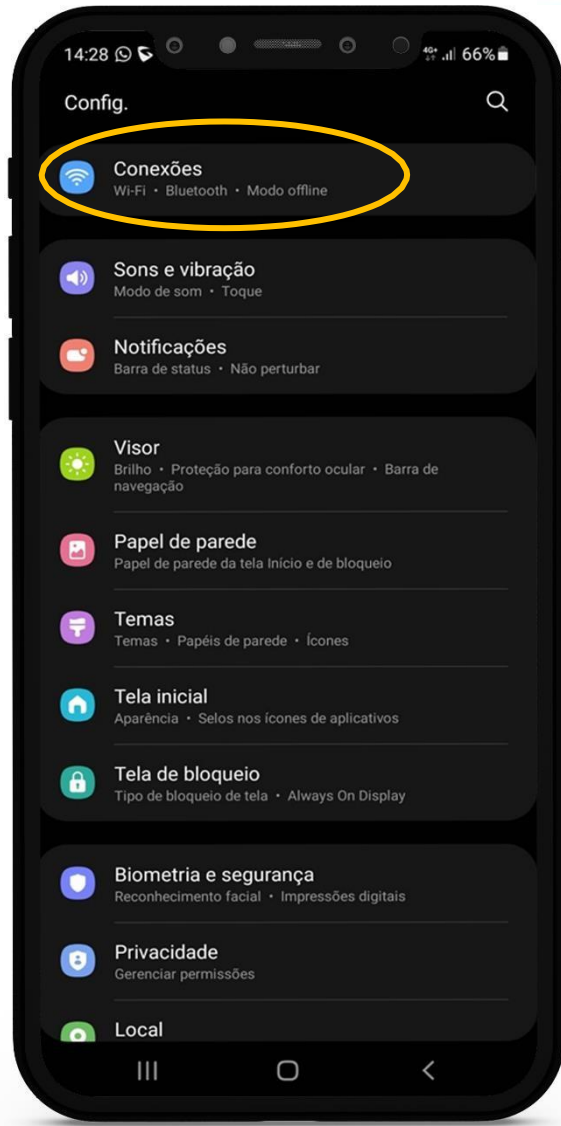 14:28 4G+ 66%
Config.
Conexões
Wi-Fi • Bluetooth • Modo offline
Sons e vibração
Modo de som • Toque
Notificações
Barra de status • Não perturbar
Visor
Brilho • Proteção para conforto ocular • Barra de
navegação
Papel de parede
Papel de parede da tela Início e de bloqueio
Temas
Temas • Papéis de parede • Ícones
Tela inicial
Aparência • Selos nos ícones de aplicativos
Tela de bloqueio
Tipo de bloqueio de tela • Always On Display
Biometria e segurança
Reconhecimento facial • Impressões digitais
Privacidade
Gerenciar permissões
Local